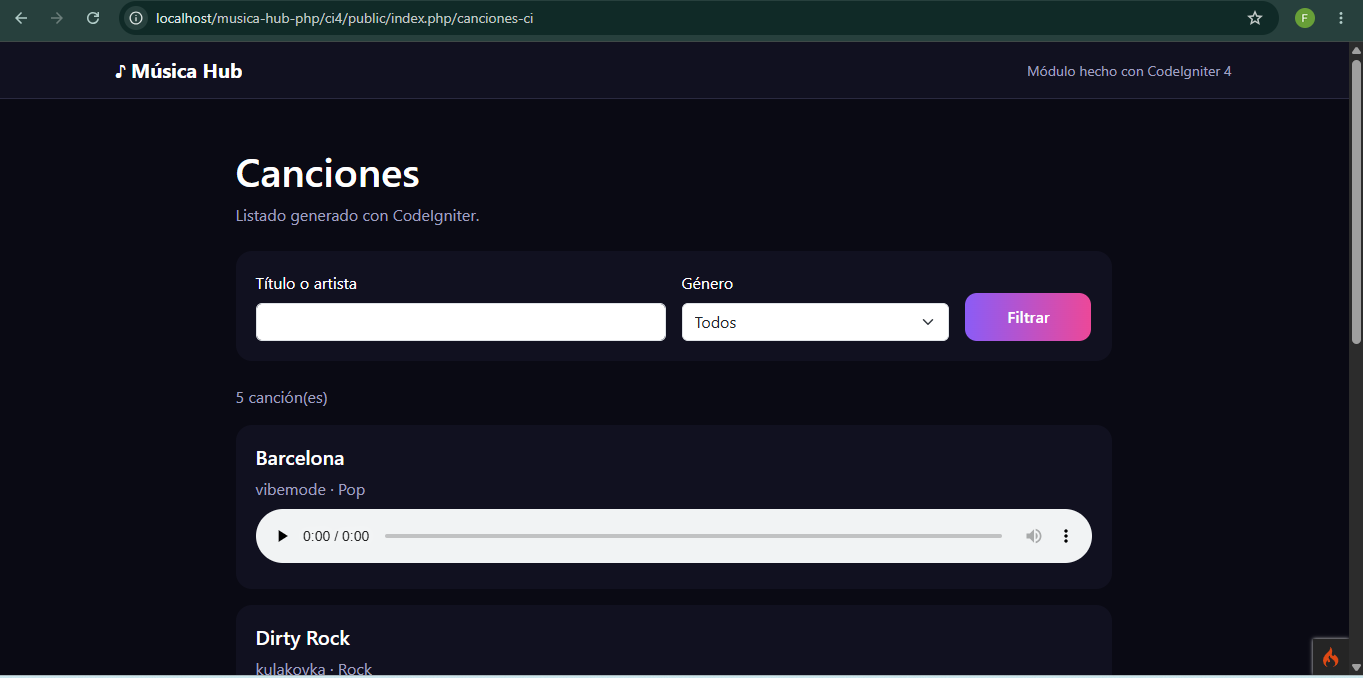 localhost/musica-hub-php/ci4/public/index.php/canciones-ci
F
Música Hub
Módulo hecho con CodeIgniter 4
Canciones
Listado generado con CodeIgniter.
Título o artista
Género
Todos
Filtrar
5 canción(es)
Barcelona
vibemode · Pop
0:00 / 0:00
Dirty Rock
kulakovka · Rock